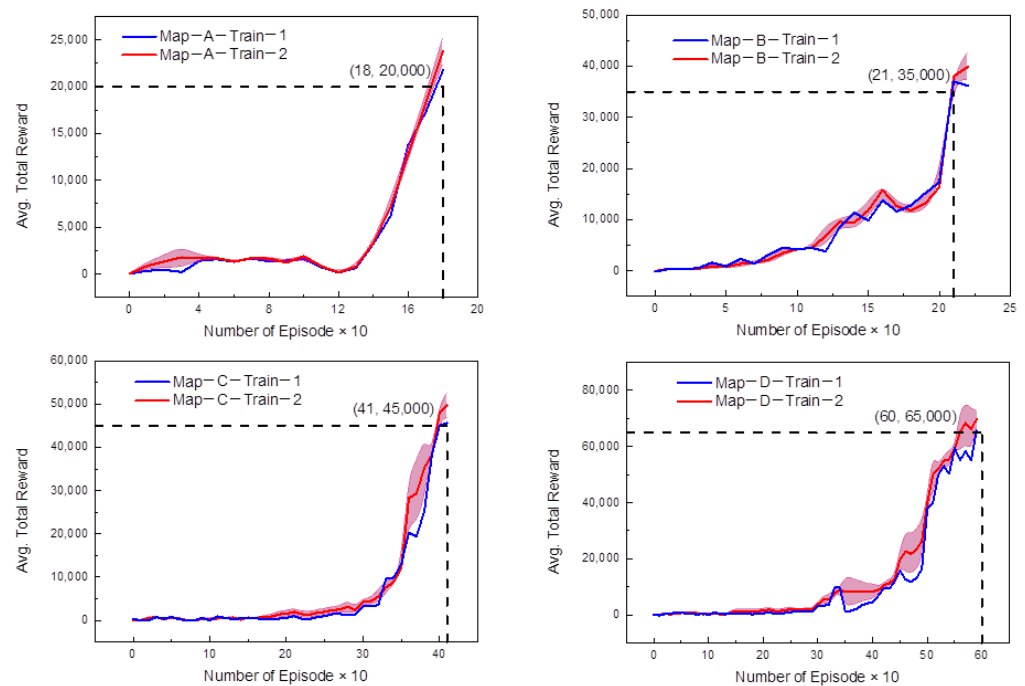 25,000
20,000
15,000
10,000
5,000
0
Avg. Total Reward
Map-A-Train-1
Map-A-Train-2
(18, 20,000)
0 4 8 12 16 20
Number of Episode × 10
50,000
40,000
30,000
20,000
10,000
0
Avg. Total Reward
Map-B-Train-1
Map-B-Train-2
(21, 35,000)
0 5 10 15 20 25
Number of Episode × 10
60,000
50,000
40,000
30,000
20,000
10,000
0
Avg. Total Reward
Map-C-Train-1
Map-C-Train-2
(41, 45,000)
0 10 20 30 40
Number of Episode × 10
80,000
60,000
40,000
20,000
0
Avg. Total Reward
Map-D-Train-1
Map-D-Train-2
(60, 65,000)
0 10 20 30 40 50 60
Number of Episode × 10